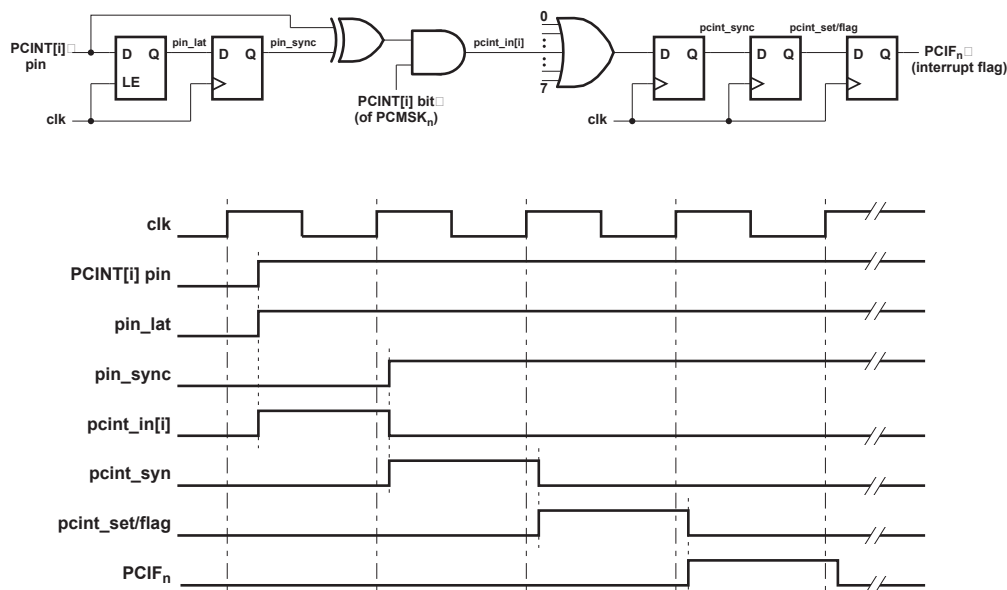 PCINT[i]
pin
D Q
LE
clk
pin_lat
D Q
pin_sync
PCINT[i] bit
(of PCMSKn)
pcint_in[i]
0
7
D Q
pcint_sync
D Q
pcint_set/flag
D Q
clk
PCIFn
(interrupt flag)
clk
PCINT[i] pin
pin_lat
pin_sync
pcint_in[i]
pcint_syn
pcint_set/flag
PCIFn